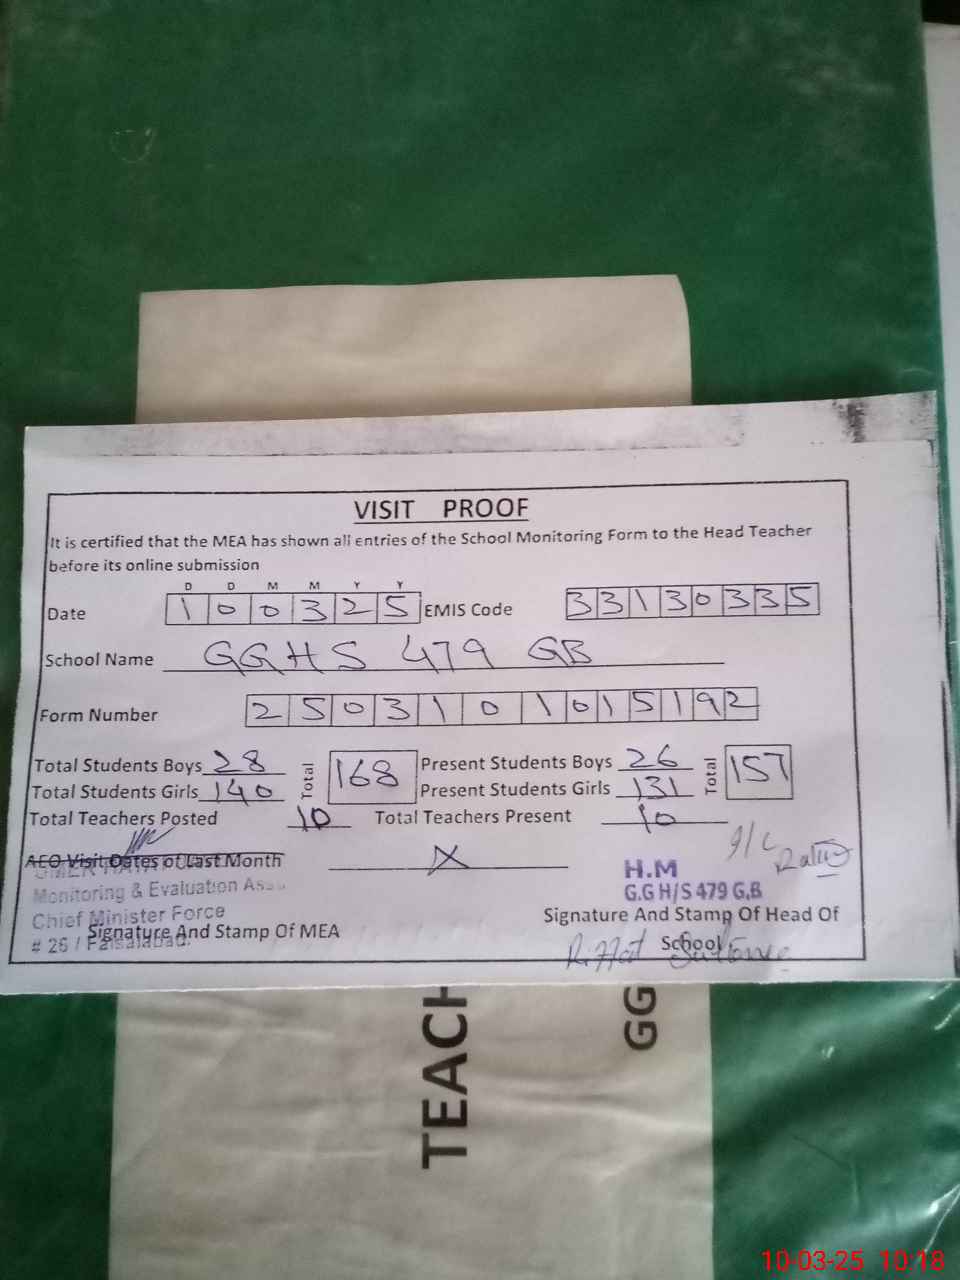 VISIT PROOF
It is certified that the MEA has shown all entries of the School Monitoring Form to the Head Teacher
before its online submission
D D M M Y Y
Date 1 0 0 3 2 5 EMIS Code 3 3 1 3 0 3 3 5
School Name GGHS 479 GB
Form Number 2 5 0 3 1 0 1 0 1 5 1 9 2
Total Students Boys 28 Total 168 Present Students Boys 26 Total 157
Total Students Girls 140 Present Students Girls 131
Total Teachers Posted 10 Total Teachers Present 10
AEO Visit Dates of Last Month X
I/C
H.M
Monitoring & Evaluation
G.G H/S 479 G.B
Chief Minister Force
Signature And Stamp Of Head Of
School
# 26 / Faisalabad.
Signature And Stamp Of MEA
Riffat Sultana
TEACH
GG
10-03-25 10:18